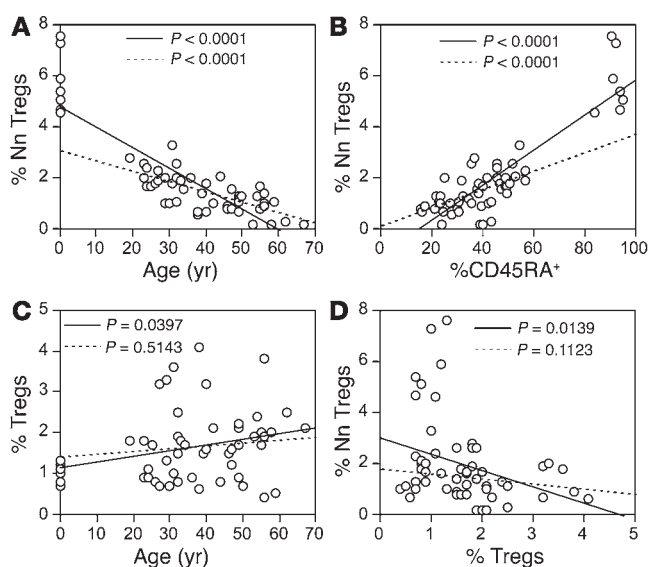 A
8
6
4
2
0
% Nn Tregs
P < 0.0001
P < 0.0001
0 10 20 30 40 50 60 70
Age (yr)
B
8
6
4
2
0
% Nn Tregs
P < 0.0001
P < 0.0001
0 20 40 60 80 100
%CD45RA+
C
5
4
3
2
1
0
% Tregs
P = 0.0397
P = 0.5143
0 10 20 30 40 50 60 70
Age (yr)
D
8
6
4
2
0
% Nn Tregs
P = 0.0139
P = 0.1123
0 1 2 3 4 5
% Tregs